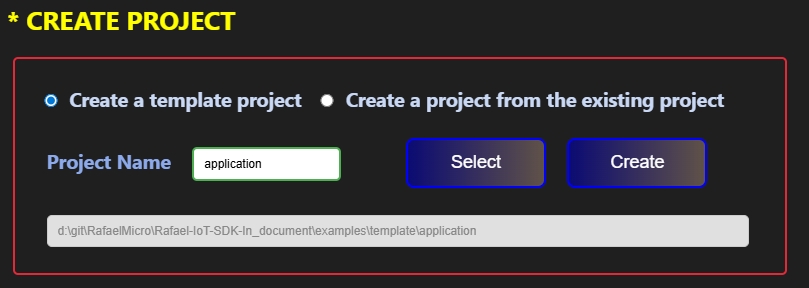 * CREATE PROJECT
Create a template project Create a project from the existing project
Project Name application Select Create
d:\git\RafaelMicro\Rafael-IoT-SDK-In_document\examples\template\application